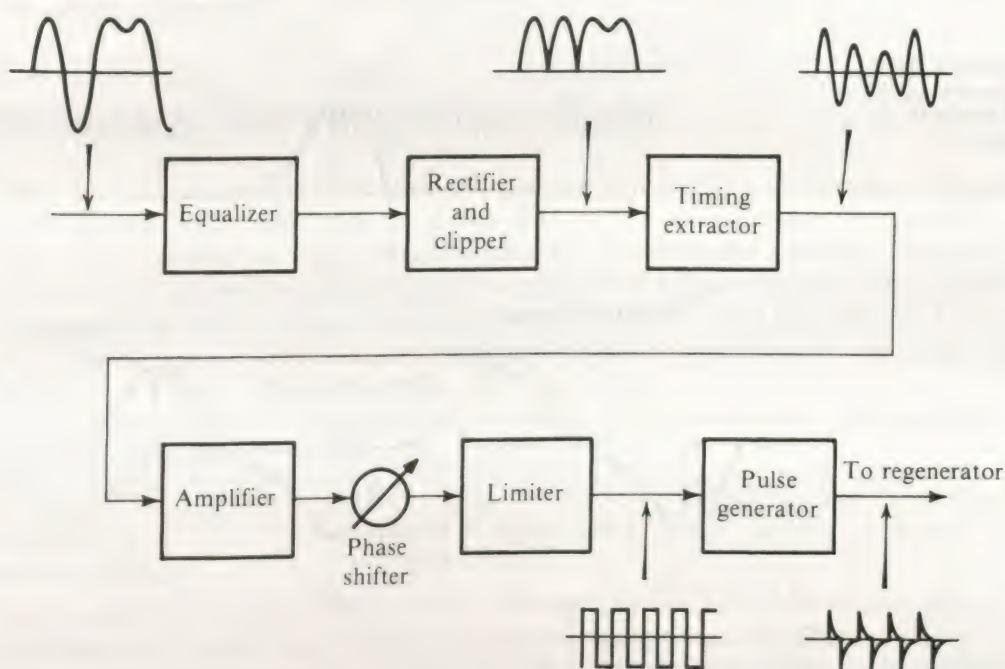 Equalizer
Rectifier
and
clipper
Timing
extractor
Amplifier
Phase
shifter
Limiter
Pulse
generator
To regenerator